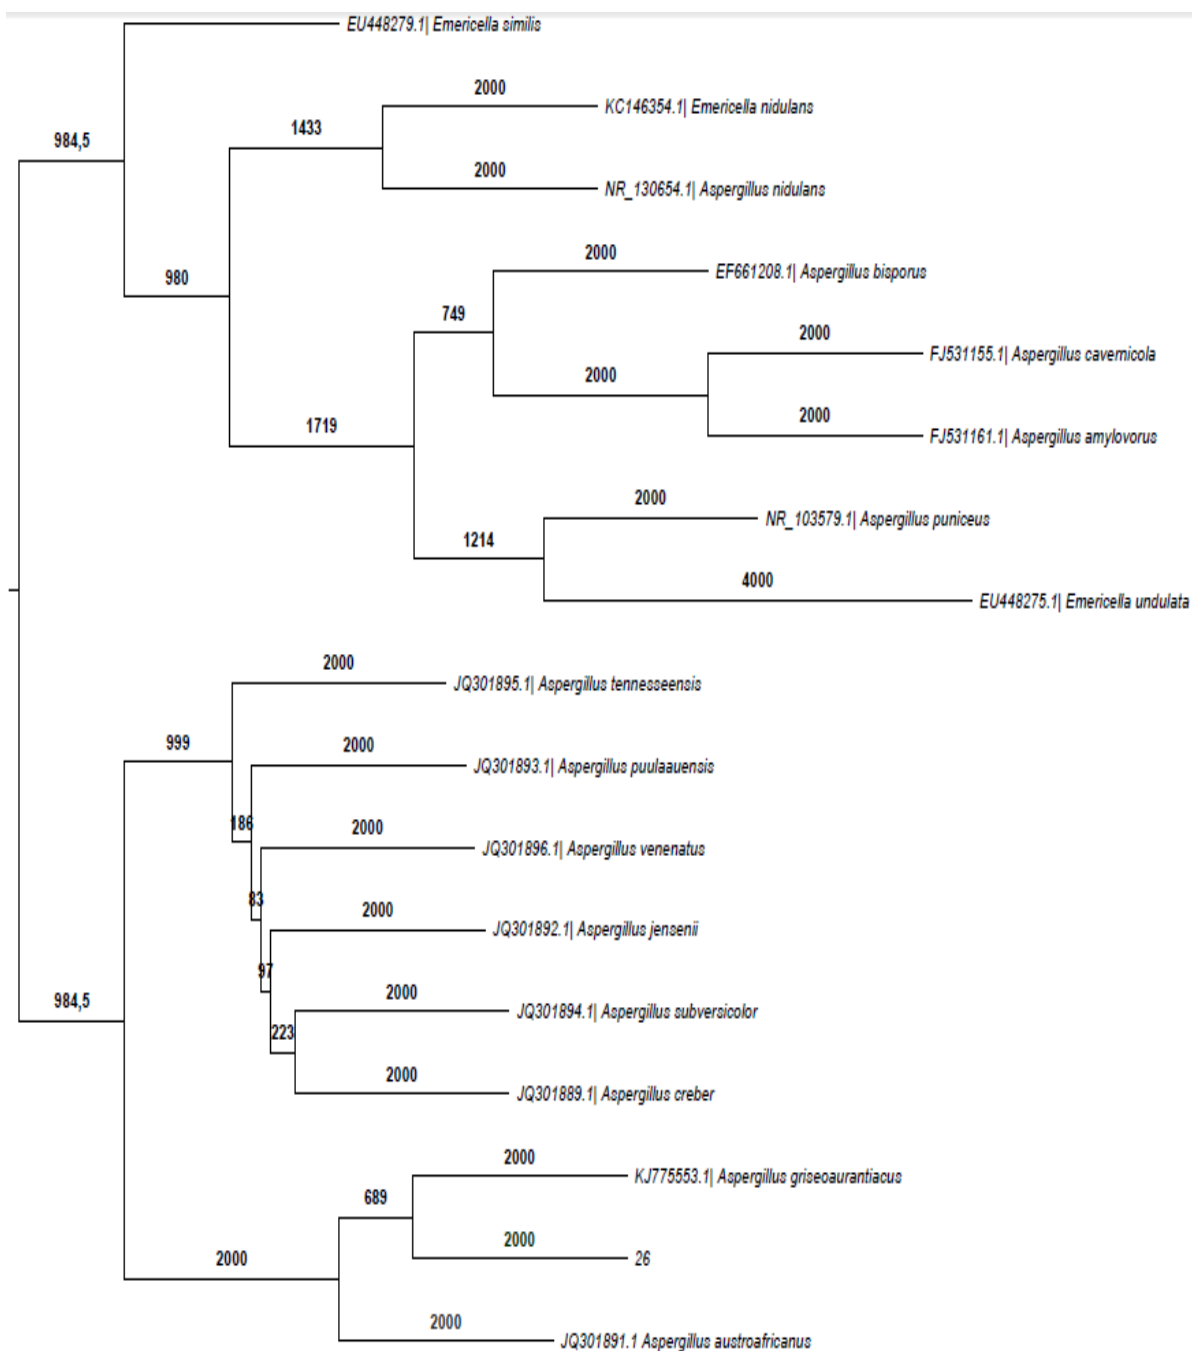 EU448279.1| Emericella similis
2000
KC146354.1| Emericella nidulans
1433
984,5
2000
NR_130654.1| Aspergillus nidulans
2000
EF661208.1| Aspergillus bisporus
980
749
2000
FJ531155.1| Aspergillus cavernicola
2000
2000
FJ531161.1| Aspergillus amylovorus
1719
2000
NR_103579.1| Aspergillus puniceus
1214
4000
EU448275.1| Emericella undulata
2000
JQ301895.1| Aspergillus tennesseensis
999
2000
JQ301893.1| Aspergillus puulaauensis
186
2000
JQ301896.1| Aspergillus venenatus
83
2000
JQ301892.1| Aspergillus jensenii
97
984,5
2000
JQ301894.1| Aspergillus subversicolor
223
2000
JQ301889.1| Aspergillus creber
2000
KJ775553.1| Aspergillus griseoaurantiacus
689
2000
26
2000
2000
JQ301891.1 Aspergillus austroafricanus